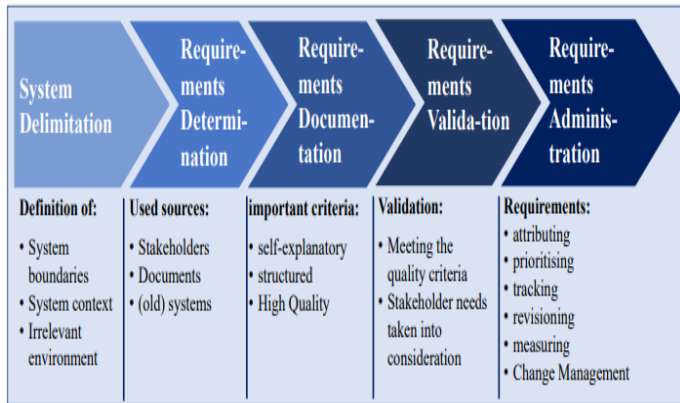 System
Delimitation
Require-
ments
Determi-
nation
Require-
ments
Documen-
tation
Require-
ments
Valida-tion
Require-
ments
Adminis-
tration
Definition of:
• System
boundaries
• System context
• Irrelevant
environment
Used sources:
• Stakeholders
• Documents
• (old) systems
important criteria:
• self-explanatory
• structured
• High Quality
Validation:
• Meeting the
quality criteria
• Stakeholder needs
taken into
consideration
Requirements:
• attributing
• prioritising
• tracking
• revisioning
• measuring
• Change Management